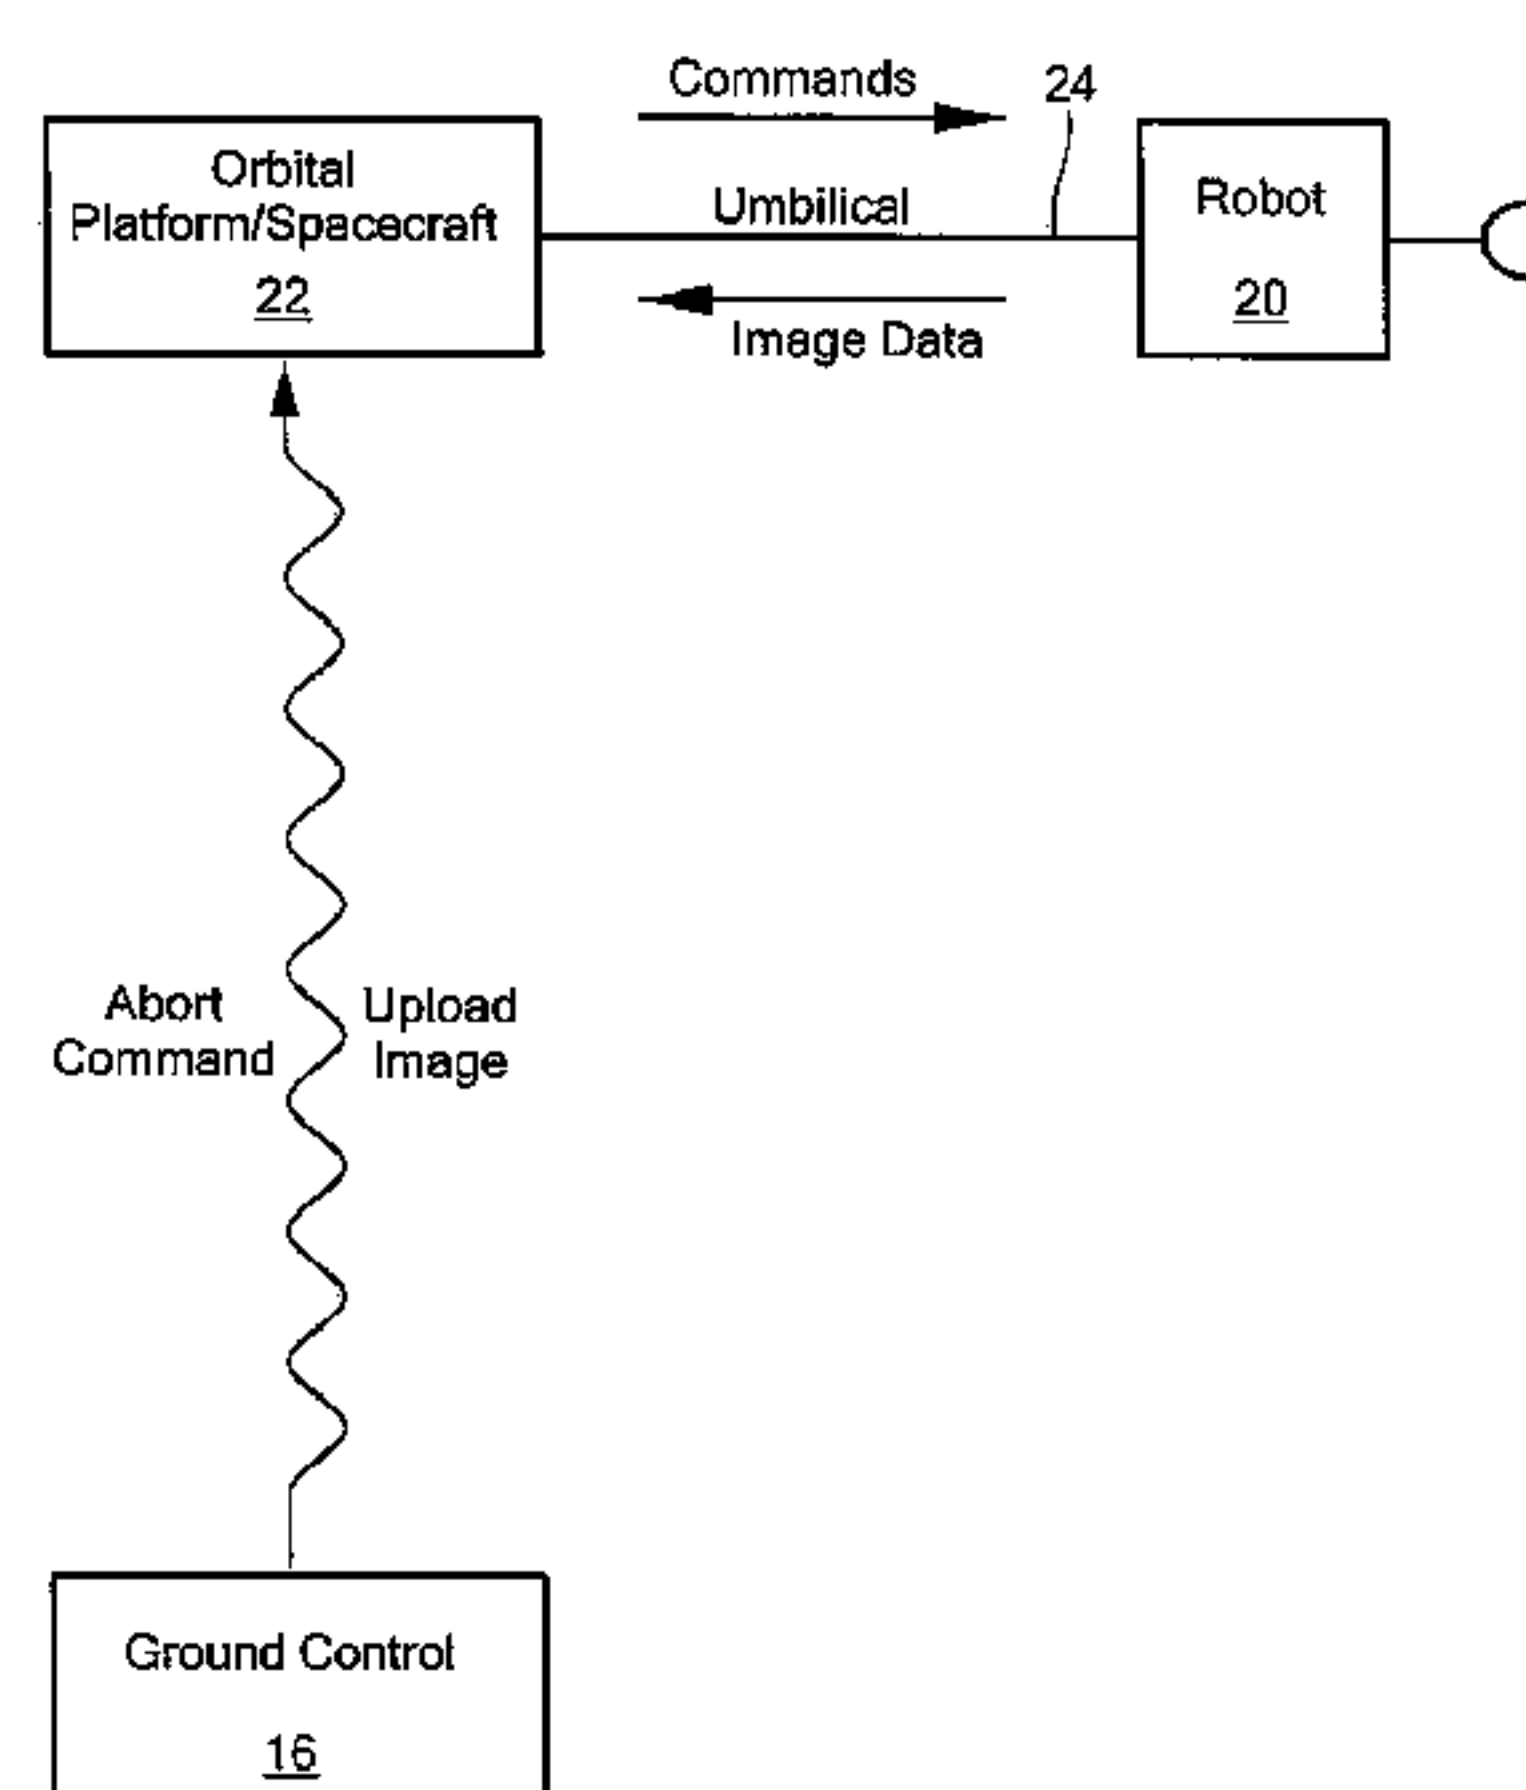 Commands
24
Orbital
Platform/Spacecraft
22
Umbilical
Robot
20
Image Data
Abort
Command
Upload
Image
Ground Control
16